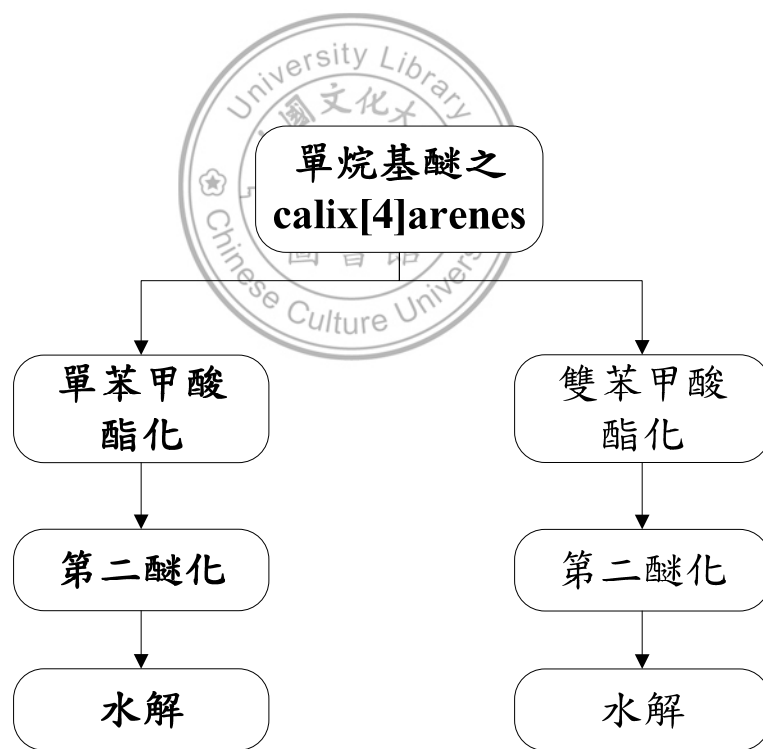 University Library
單烷基醚之
calix[4]arenes
Chinese Culture University
單苯甲酸
酯化
雙苯甲酸
酯化
第二醚化
第二醚化
水解
水解